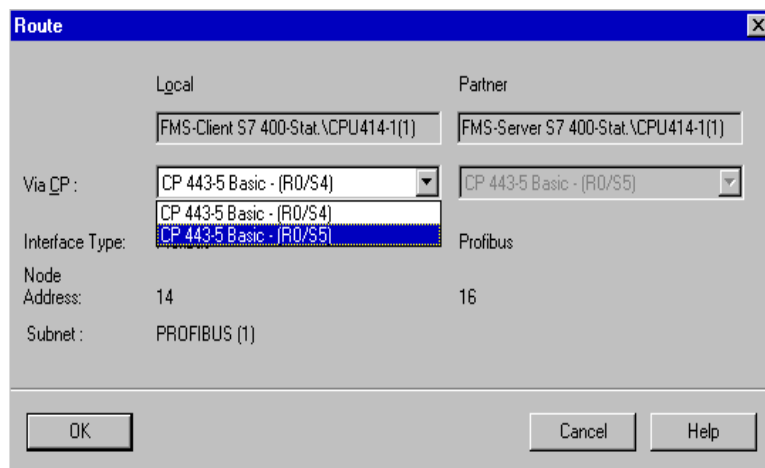 Route
Local Partner
FMS-Client S7 400-Stat.\CPU414-1(1) FMS-Server S7 400-Stat.\CPU414-1(1)
Via CP : CP 443-5 Basic - (R0/S4) CP 443-5 Basic - (R0/S5)
CP 443-5 Basic - (R0/S4)
CP 443-5 Basic - (R0/S5)
Interface Type: Profibus
Node
Address: 14 16
Subnet : PROFIBUS (1)
OK Cancel Help